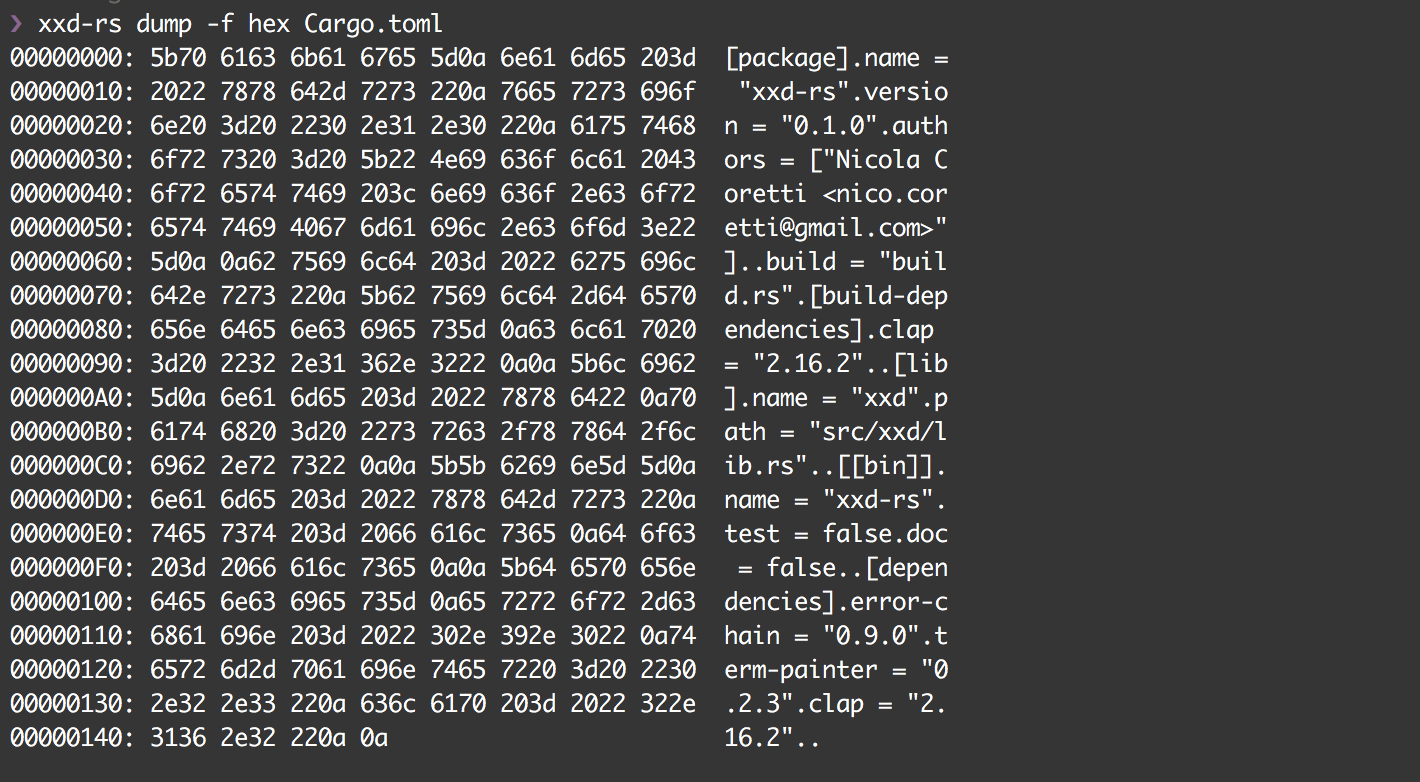 ❯ xxd-rs dump -f hex Cargo.toml
00000000: 5b70 6163 6b61 6765 5d0a 6e61 6d65 203d  [package].name =
00000010: 2022 7878 642d 7273 220a 7665 7273 696f   "xxd-rs".versio
00000020: 6e20 3d20 2230 2e31 2e30 220a 6175 7468  n = "0.1.0".auth
00000030: 6f72 7320 3d20 5b22 4e69 636f 6c61 2043  ors = ["Nicola C
00000040: 6f72 6574 7469 203c 6e69 636f 2e63 6f72  oretti <nico.cor
00000050: 6574 7469 4067 6d61 696c 2e63 6f6d 3e22  etti@gmail.com>"
00000060: 5d0a 0a62 7569 6c64 203d 2022 6275 696c  ]..build = "buil
00000070: 642e 7273 220a 5b62 7569 6c64 2d64 6570  d.rs".[build-dep
00000080: 656e 6465 6e63 6965 735d 0a63 6c61 7020  endencies].clap
00000090: 3d20 2232 2e31 362e 3222 0a0a 5b6c 6962  = "2.16.2"..[lib
000000A0: 5d0a 6e61 6d65 203d 2022 7878 6422 0a70  ].name = "xxd".p
000000B0: 6174 6820 3d20 2273 7263 2f78 7864 2f6c  ath = "src/xxd/l
000000C0: 6962 2e72 7322 0a0a 5b5b 6269 6e5d 5d0a  ib.rs"..[[bin]].
000000D0: 6e61 6d65 203d 2022 7878 642d 7273 220a  name = "xxd-rs".
000000E0: 7465 7374 203d 2066 616c 7365 0a64 6f63  test = false.doc
000000F0: 203d 2066 616c 7365 0a0a 5b64 6570 656e   = false..[depen
00000100: 6465 6e63 6965 735d 0a65 7272 6f72 2d63  dencies].error-c
00000110: 6861 696e 203d 2022 302e 392e 3022 0a74  hain = "0.9.0".t
00000120: 6572 6d2d 7061 696e 7465 7220 3d20 2230  erm-painter = "0
00000130: 2e32 2e33 220a 636c 6170 203d 2022 322e  .2.3".clap = "2.
00000140: 3136 2e32 220a 0a                        16.2"..